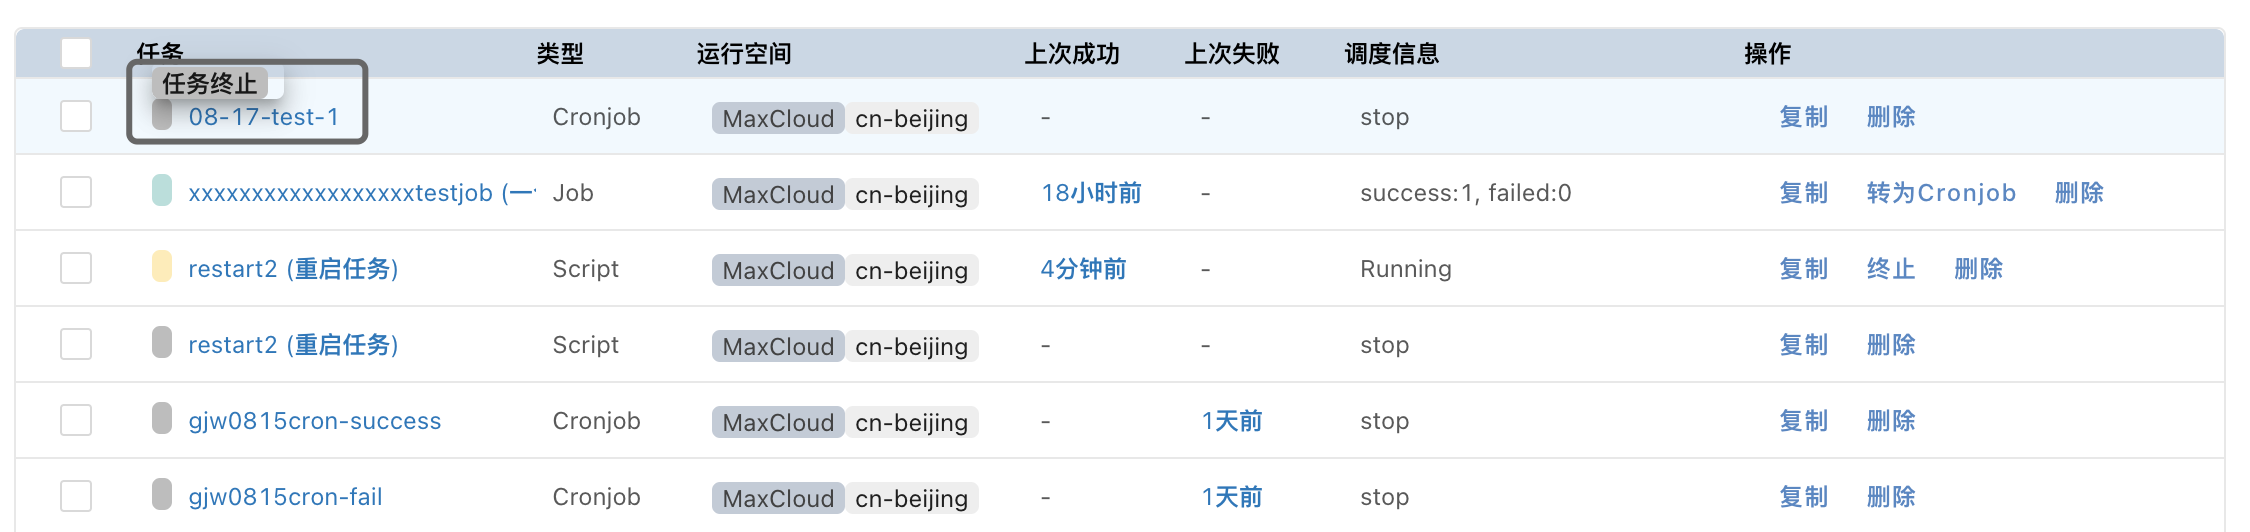 任务 类型 运行空间 上次成功 上次失败 调度信息 操作
任务终止
08-17-test-1 Cronjob MaxCloud cn-beijing - - stop 复制 删除
xxxxxxxxxxxxxxxxxxtestjob (一 Job MaxCloud cn-beijing 18小时前 - success:1, failed:0 复制 转为Cronjob 删除
restart2 (重启任务) Script MaxCloud cn-beijing 4分钟前 - Running 复制 终止 删除
restart2 (重启任务) Script MaxCloud cn-beijing - - stop 复制 删除
gjw0815cron-success Cronjob MaxCloud cn-beijing - 1天前 stop 复制 删除
gjw0815cron-fail Cronjob MaxCloud cn-beijing - 1天前 stop 复制 删除